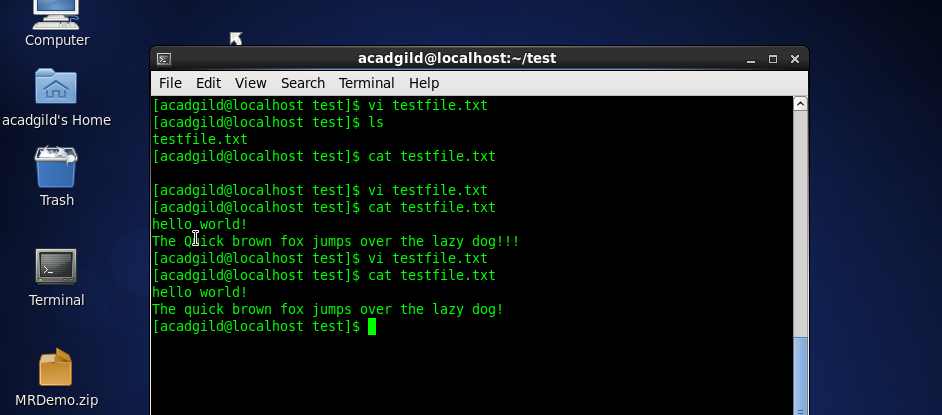 Computer
acadgild's Home
Trash
Terminal
MRDemo.zip
acadgild@localhost:~/test
File Edit View Search Terminal Help
[acadgild@localhost test]$ vi testfile.txt
[acadgild@localhost test]$ ls
testfile.txt
[acadgild@localhost test]$ cat testfile.txt
[acadgild@localhost test]$ vi testfile.txt
[acadgild@localhost test]$ cat testfile.txt
hello world!
The Quick brown fox jumps over the lazy dog!!!
[acadgild@localhost test]$ vi testfile.txt
[acadgild@localhost test]$ cat testfile.txt
hello world!
The quick brown fox jumps over the lazy dog!
[acadgild@localhost test]$